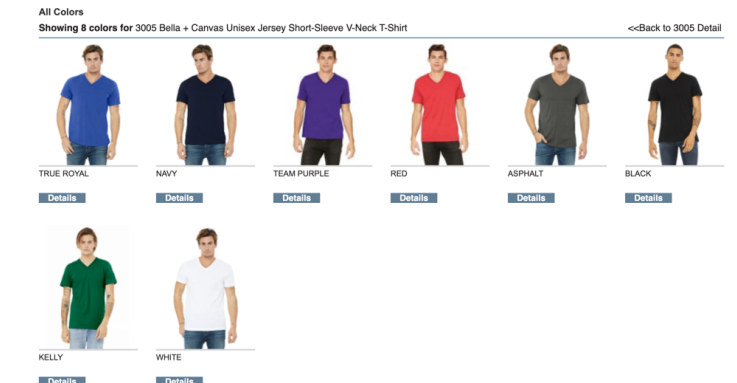 All Colors
Showing 8 colors for 3005 Bella + Canvas Unisex Jersey Short-Sleeve V-Neck T-Shirt <<Back to 3005 Detail
TRUE ROYAL NAVY TEAM PURPLE RED ASPHALT BLACK
Details Details Details Details Details Details
KELLY WHITE
Details Details